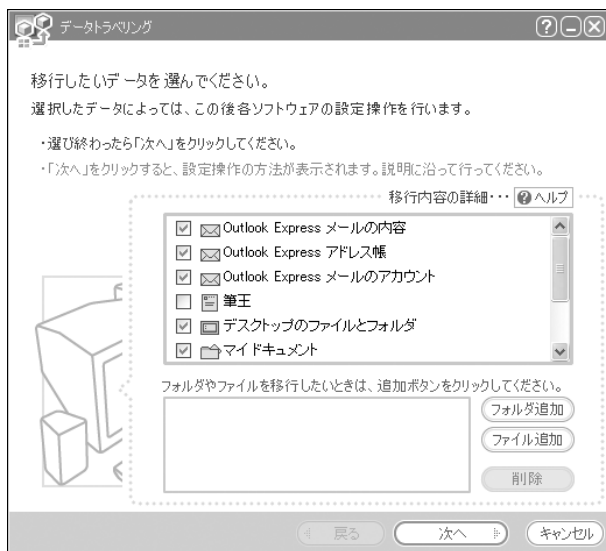 データトラベリング
移行したいデータを選んでください。
選択したデータによっては、この後各ソフトウェアの設定操作を行います。
・選び終わったら「次へ」をクリックしてください。
・「次へ」をクリックすると、設定操作の方法が表示されます。説明に沿って行ってください。
移行内容の詳細・・・ ?ヘルプ
Outlook Express メールの内容
Outlook Express アドレス帳
Outlook Express メールのアカウント
筆王
デスクトップのファイルとフォルダ
マイ ドキュメント
フォルダやファイルを移行したいときは、追加ボタンをクリックしてください。
フォルダ追加
ファイル追加
削除
戻る 次へ キャンセル